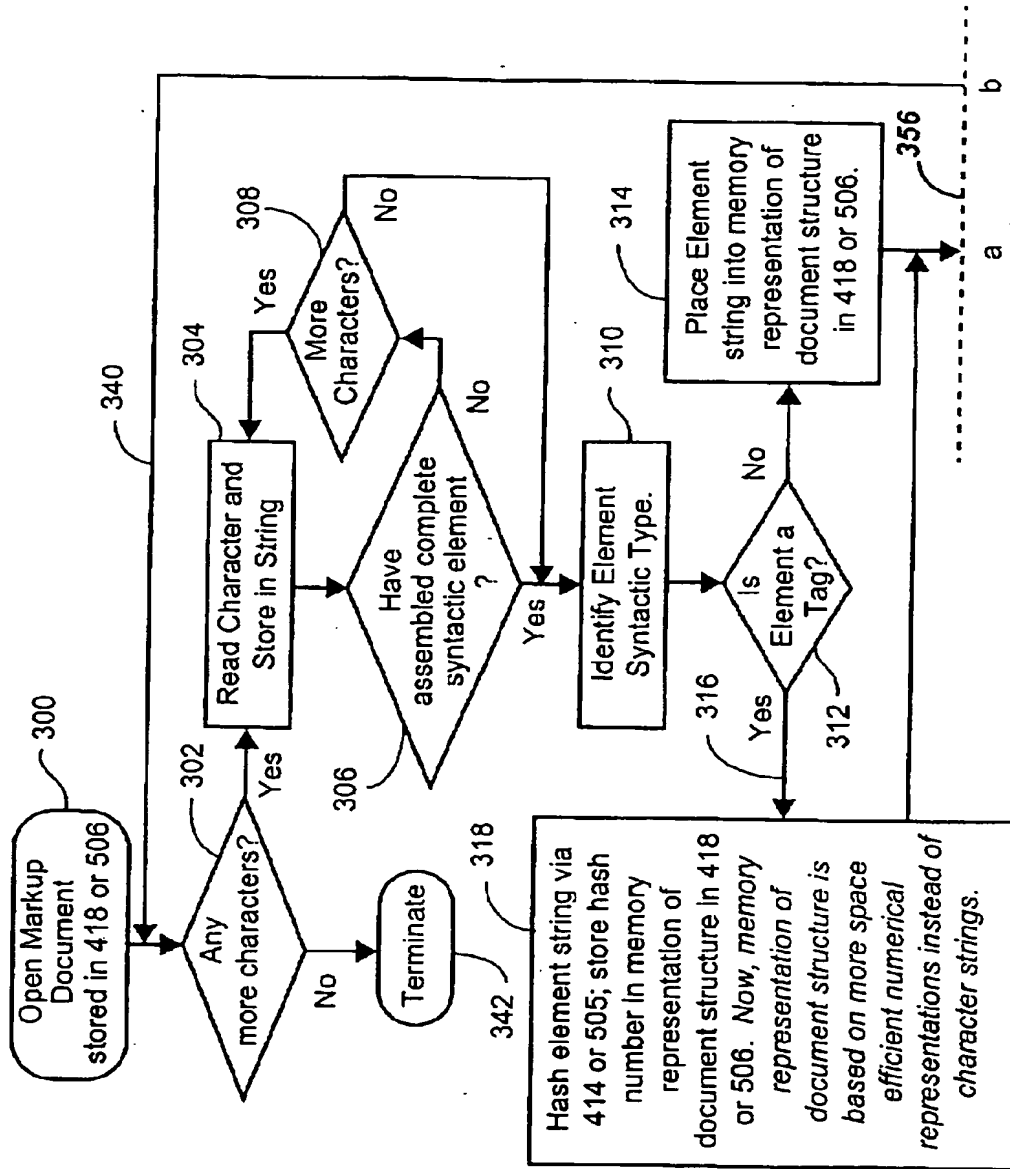 300
Open Markup
Document
stored in 418 or 506
340
302
Any
more characters?
Yes
No
Terminate
342
304
Read Character and
Store in String
Yes
308
More
Characters?
No
306
Have
assembled complete
syntactic element
?
No
Yes
310
Identify Element
Syntactic Type.
Is
Element a
Tag?
312
No
Yes
316
314
Place Element
string into memory
representation of
document structure
in 418 or 506.
318
Hash element string via
414 or 505; store hash
number in memory
representation of
document structure in 418
or 506. Now, memory
representation of
document structure is
based on more space
efficient numerical
representations instead of
character strings.
356
a
b